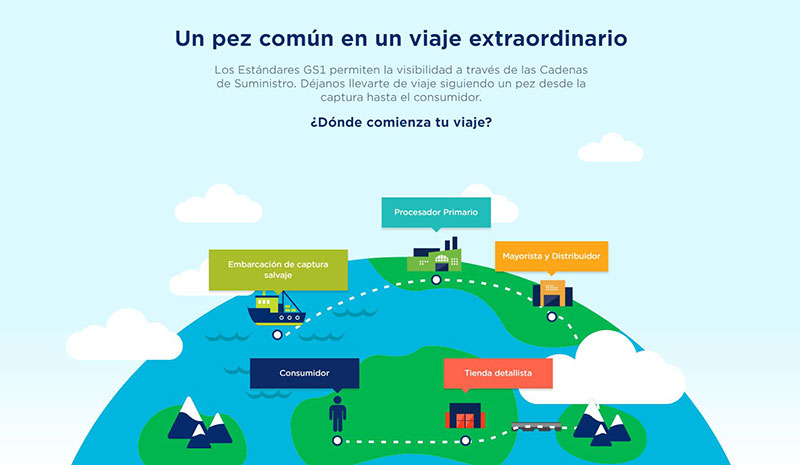 Un pez común en un viaje extraordinario
Los Estándares GS1 permiten la visibilidad a través de las Cadenas
de Suministro. Déjanos llevarte de viaje siguiendo un pez desde la
captura hasta el consumidor.
¿Dónde comienza tu viaje?
Procesador Primario
Embarcación de captura
salvaje
Mayorista y Distribuidor
Consumidor
Tienda detallista